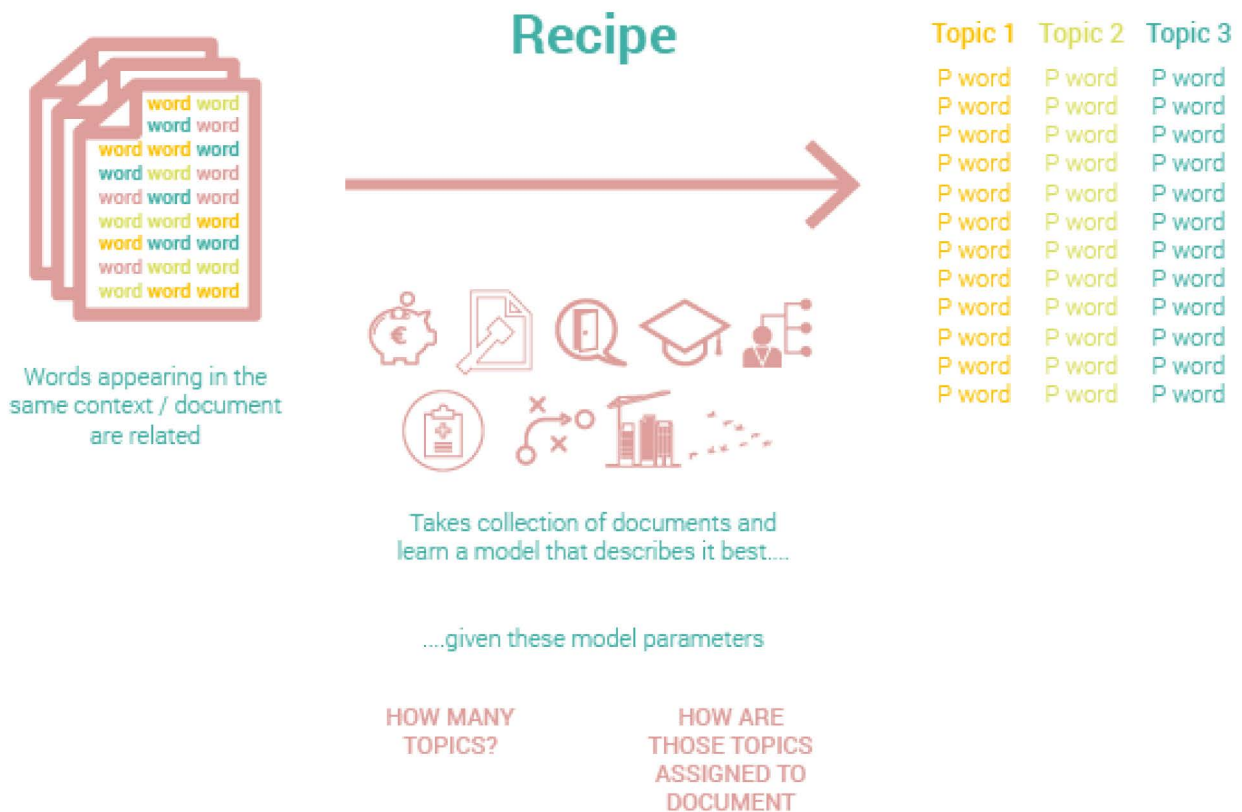 Recipe
word word
word word
word word word
word word word
word word word
word word word
word word word
word word word
word word word
Words appearing in the
same context / document
are related
€
Takes collection of documents and
learn a model that describes it best....
....given these model parameters
HOW MANY
TOPICS?
HOW ARE
THOSE TOPICS
ASSIGNED TO
DOCUMENT
Topic 1 Topic 2 Topic 3
P word P word P word
P word P word P word
P word P word P word
P word P word P word
P word P word P word
P word P word P word
P word P word P word
P word P word P word
P word P word P word
P word P word P word
P word P word P word
P word P word P word